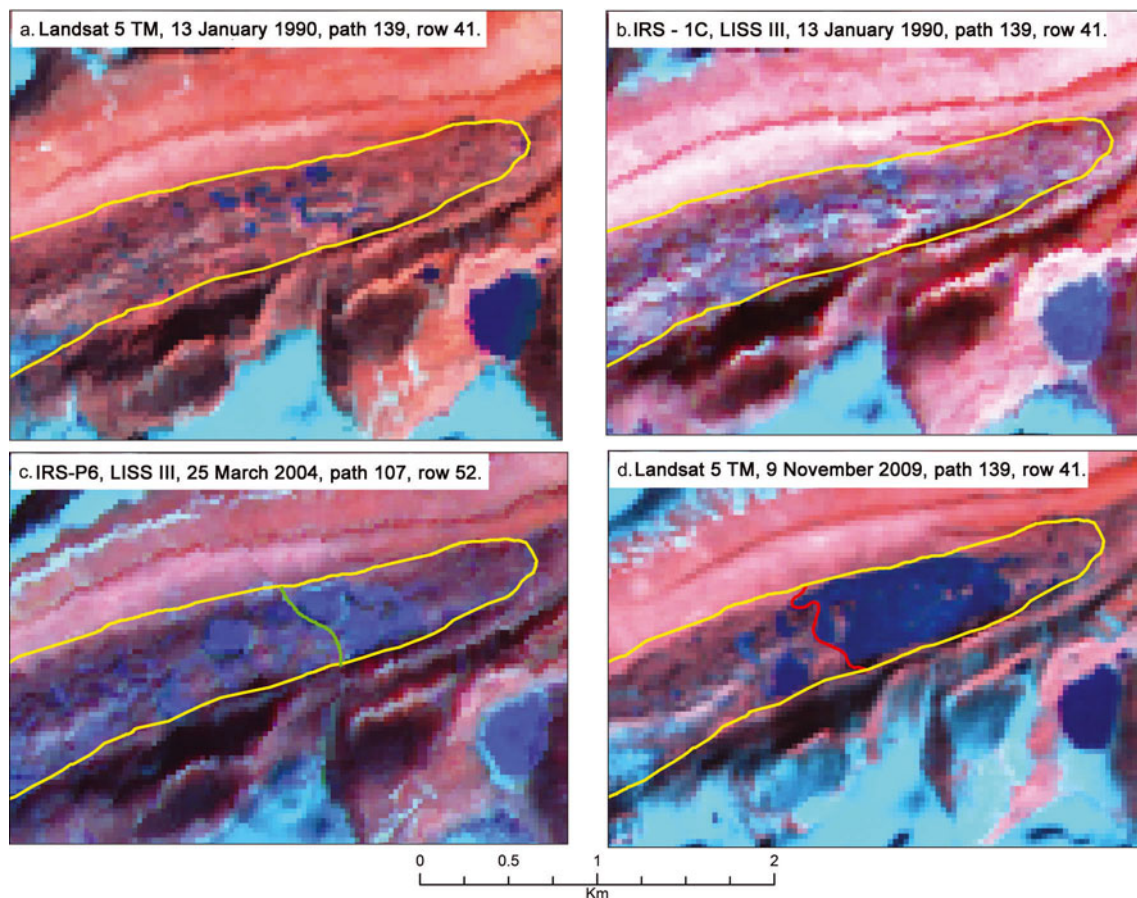 a. Landsat 5 TM, 13 January 1990, path 139, row 41.
b. IRS - 1C, LISS III, 13 January 1990, path 139, row 41.
c. IRS-P6, LISS III, 25 March 2004, path 107, row 52.
d. Landsat 5 TM, 9 November 2009, path 139, row 41.
0 0.5 1 2
Km